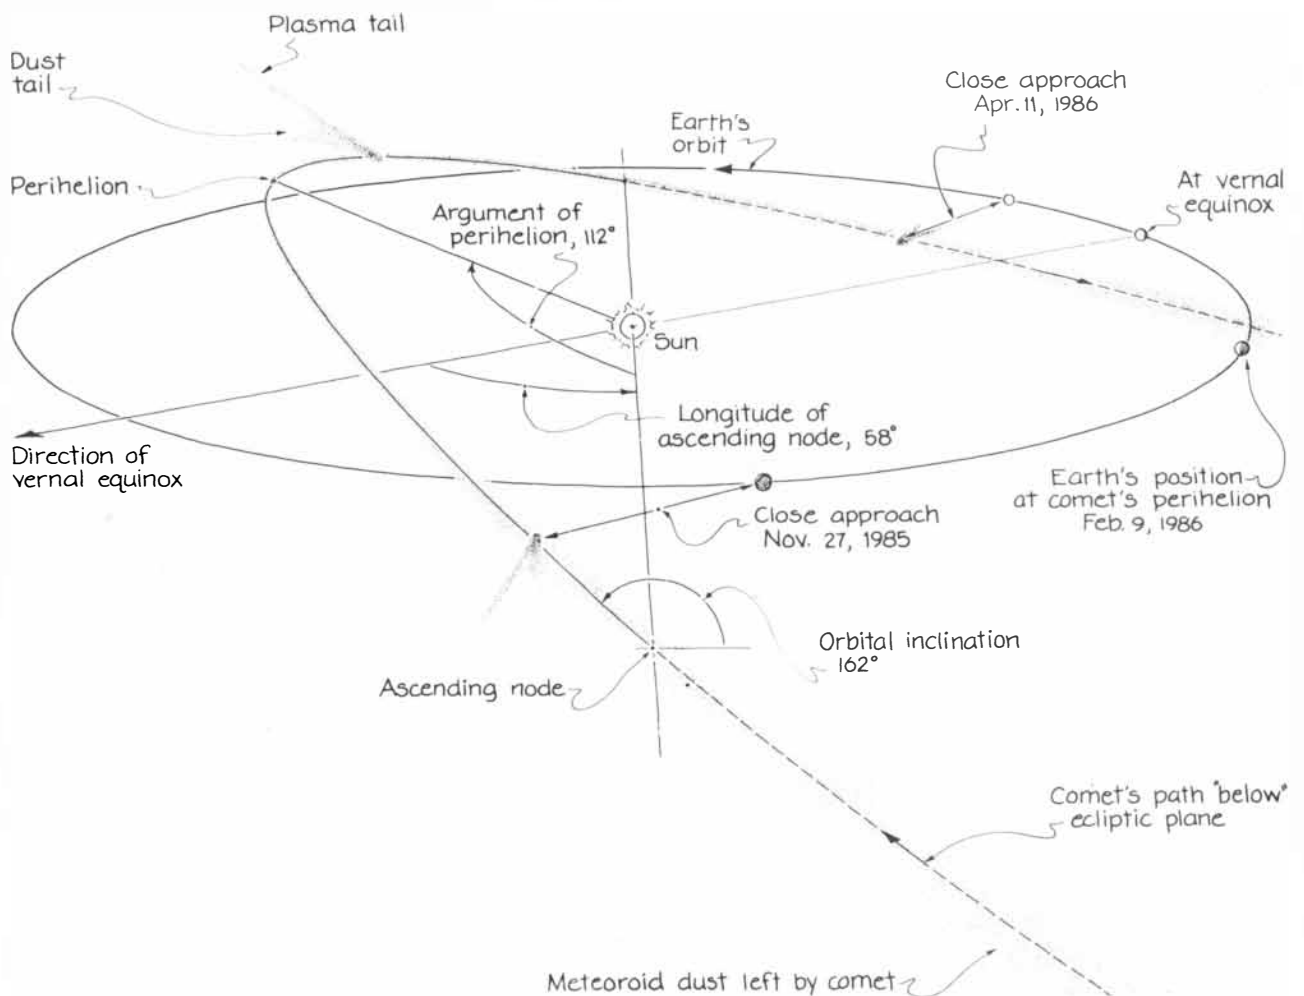 Plasma tail
Dust
tail
Close approach
Apr. 11, 1986
Earth's
orbit
Perihelion
At vernal
equinox
Argument of
perihelion, 112°
Sun
Longitude of
ascending node, 58°
Direction of
vernal equinox
Earth's position
at comet's perihelion
Feb. 9, 1986
Close approach
Nov. 27, 1985
Orbital inclination
162°
Ascending node
Comet's path "below"
ecliptic plane
Meteoroid dust left by comet